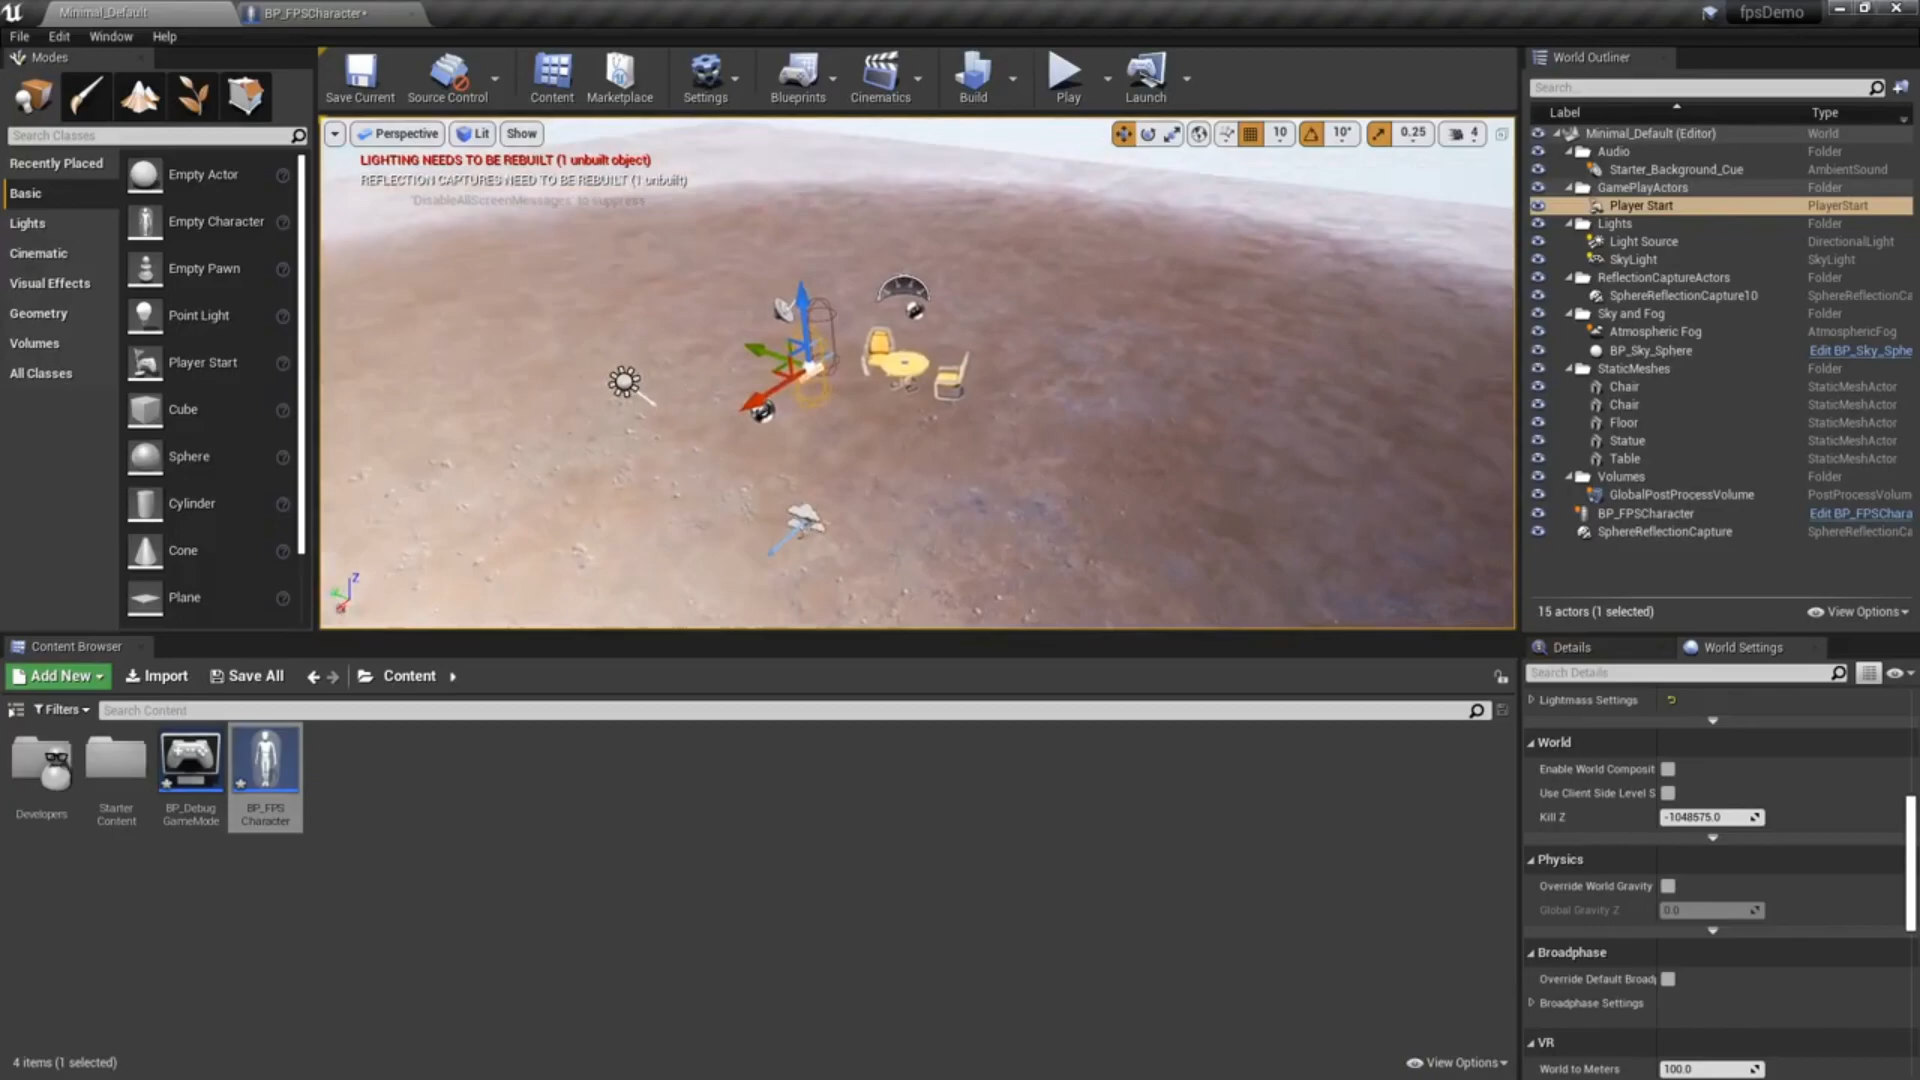 Minimal_Default
BP_FPSCharacter*
fpsDemo
File Edit Window Help
Modes
Save Current
Source Control
Content
Marketplace
Settings
Blueprints
Cinematics
Build
Play
Launch
Search Classes
Recently Placed
Basic
Lights
Cinematic
Visual Effects
Geometry
Volumes
All Classes
Empty Actor
Empty Character
Empty Pawn
Point Light
Player Start
Cube
Sphere
Cylinder
Cone
Plane
Perspective
Lit
Show
10
10°
0.25
4
LIGHTING NEEDS TO BE REBUILT (1 unbuilt object)
REFLECTION CAPTURES NEED TO BE REBUILT (1 unbuilt)
'DisableAllScreenMessages' to suppress
Z
World Outliner
Search...
Label Type
Minimal_Default (Editor) World
Audio Folder
Starter_Background_Cue AmbientSound
GamePlayActors Folder
Player Start PlayerStart
Lights Folder
Light Source DirectionalLight
SkyLight SkyLight
ReflectionCaptureActors Folder
SphereReflectionCapture10 SphereReflectionCa
Sky and Fog Folder
Atmospheric Fog AtmosphericFog
BP_Sky_Sphere Edit BP_Sky_Sphe
StaticMeshes Folder
Chair StaticMeshActor
Chair StaticMeshActor
Floor StaticMeshActor
Statue StaticMeshActor
Table StaticMeshActor
Volumes Folder
GlobalPostProcessVolume PostProcessVolum
BP_FPSCharacter Edit BP_FPSChara
SphereReflectionCapture SphereReflectionCa
15 actors (1 selected)
View Options
Content Browser
Add New
Import
Save All
Content
Filters
Search Content
Developers
Starter
Content
BP_Debug
GameMode
BP_FPS
Character
4 items (1 selected)
View Options
Details
World Settings
Search Details
Lightmass Settings
World
Enable World Composit
Use Client Side Level S
Kill Z -1048575.0
Physics
Override World Gravity
Global Gravity Z 0.0
Broadphase
Override Default Broadp
Broadphase Settings
VR
World to Meters 100.0